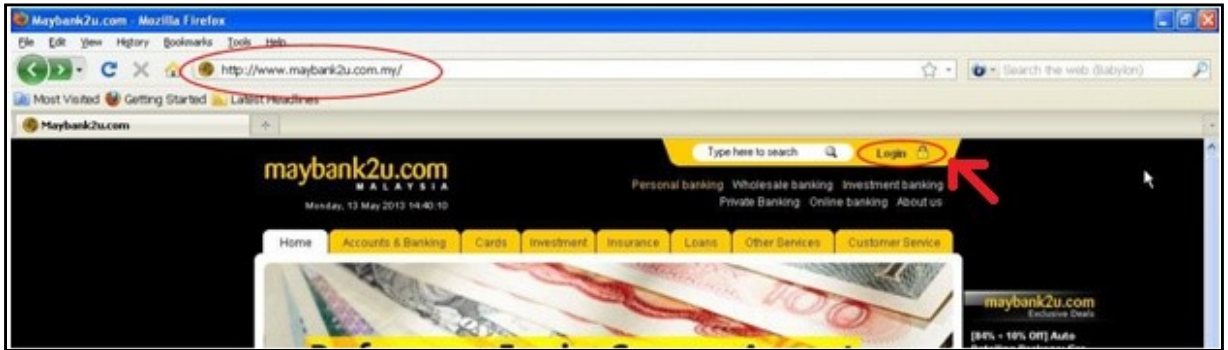 Maybank2u.com - Mozilla Firefox
File Edit View History Bookmarks Tools Help
http://www.maybank2u.com.my/
Search the web (Babylon)
Most Visited Getting Started Latest Headlines
Maybank2u.com
Type here to search Login
maybank2u.com
MALAYSIA
Personal banking Wholesale banking Investment banking
Private Banking Online banking About us
Monday, 13 May 2013 14:40:10
Home Accounts & Banking Cards Investment Insurance Loans Other Services Customer Service
100
maybank2u.com
Exclusive Deals
[84% + 10% Off] Auto